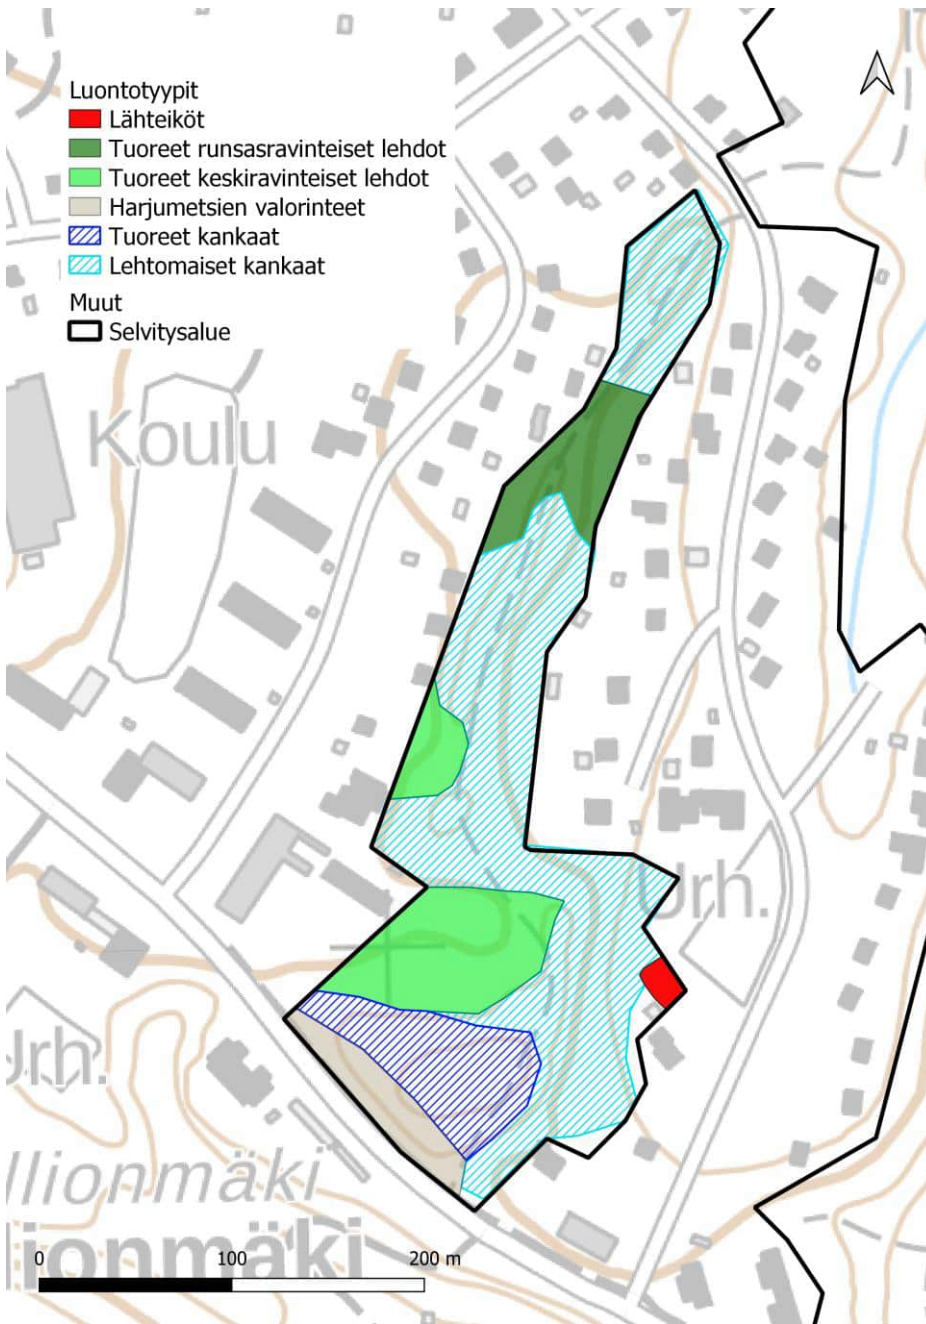 Luontotyypit
Lähteiköt
Tuoreet runsasravinteiset lehdot
Tuoreet keskiravinteiset lehdot
Harjumetsien valorinteet
Tuoreet kankaat
Lehtomaiset kankaat
Muut
Selvitysalue
Koulu
Urh.
Urh.
llionmäki
lionmäki
0 100 200 m